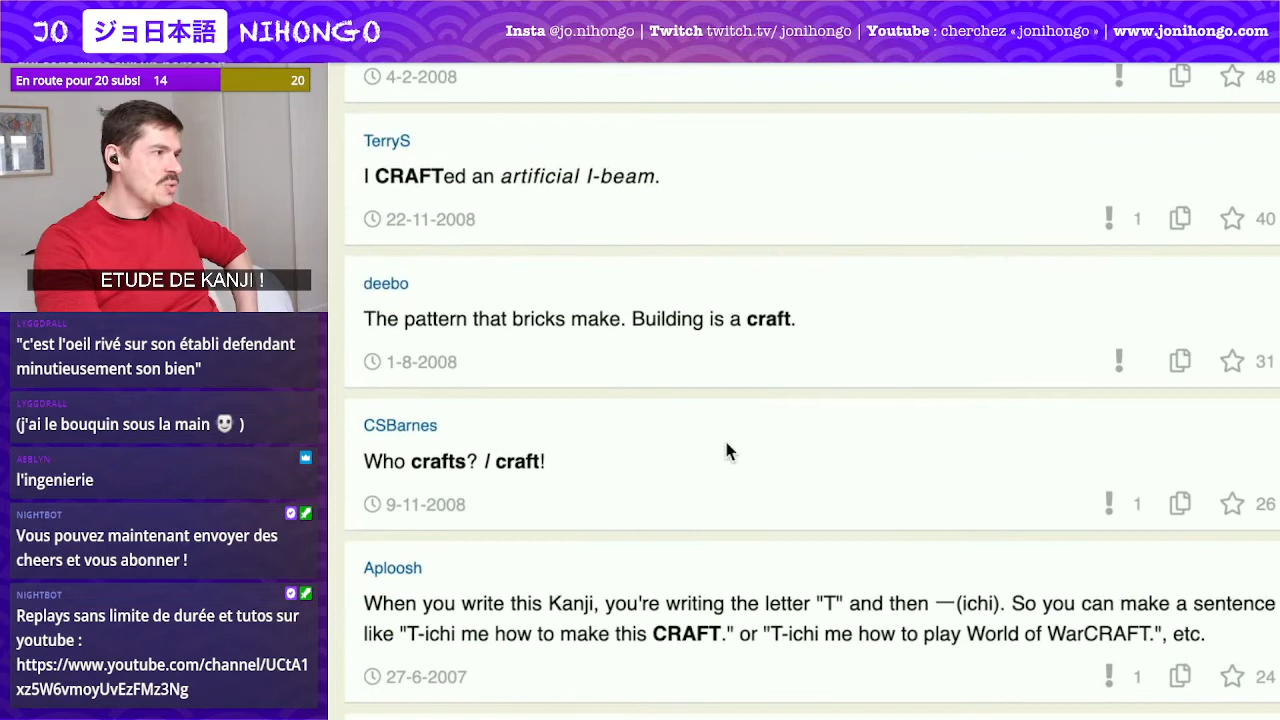 JO ジョ日本語 NIHONGO
Insta @jo.nihongo | Twitch twitch.tv/ jonihongo | Youtube : cherchez « jonihongo » | www.jonihongo.com
En route pour 20 subs! 14 20
ETUDE DE KANJI !
LYGGDRALL
"c'est l'oeil rivé sur son établi defendant
minutieusement son bien"
LYGGDRALL
(j'ai le bouquin sous la main 💀 )
AEBLYN
l'ingenierie
NIGHTBOT
Vous pouvez maintenant envoyer des
cheers et vous abonner !
NIGHTBOT
Replays sans limite de durée et tutos sur
youtube :
https://www.youtube.com/channel/UCtA1
xz5W6vmoyUvEzFMz3Ng
4-2-2008 48
TerryS
I CRAFTed an artificial I-beam.
22-11-2008 1 40
deebo
The pattern that bricks make. Building is a craft.
1-8-2008 31
CSBarnes
Who crafts? I craft!
9-11-2008 1 26
Aploosh
When you write this Kanji, you're writing the letter "T" and then 一(ichi). So you can make a sentence
like "T-ichi me how to make this CRAFT." or "T-ichi me how to play World of WarCRAFT.", etc.
27-6-2007 1 24